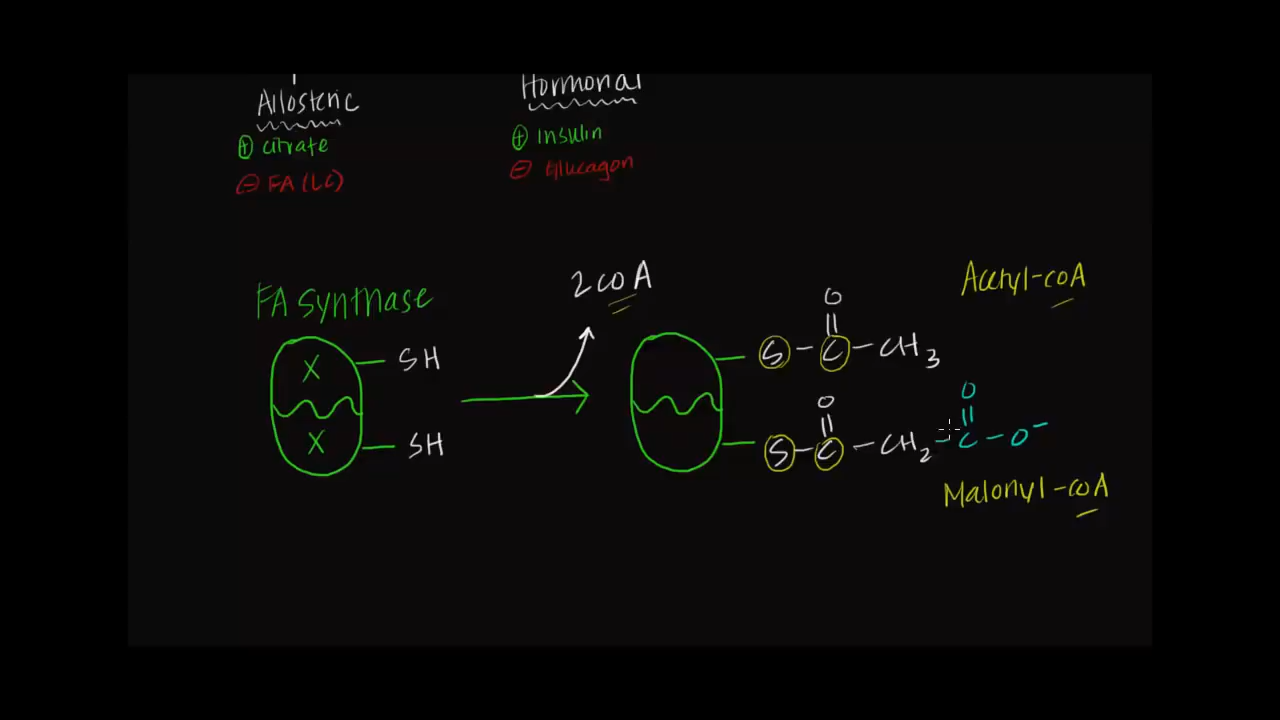 Allosteric
Hormonal
⊕ citrate
⊕ Insulin
⊖ FA (LC)
⊖ Glucagon
FA Synthase
2 coA
Acetyl-coA
X
SH
X
SH
O
S - C - CH3
O
O
S - C - CH2 - C - O-
Malonyl-coA